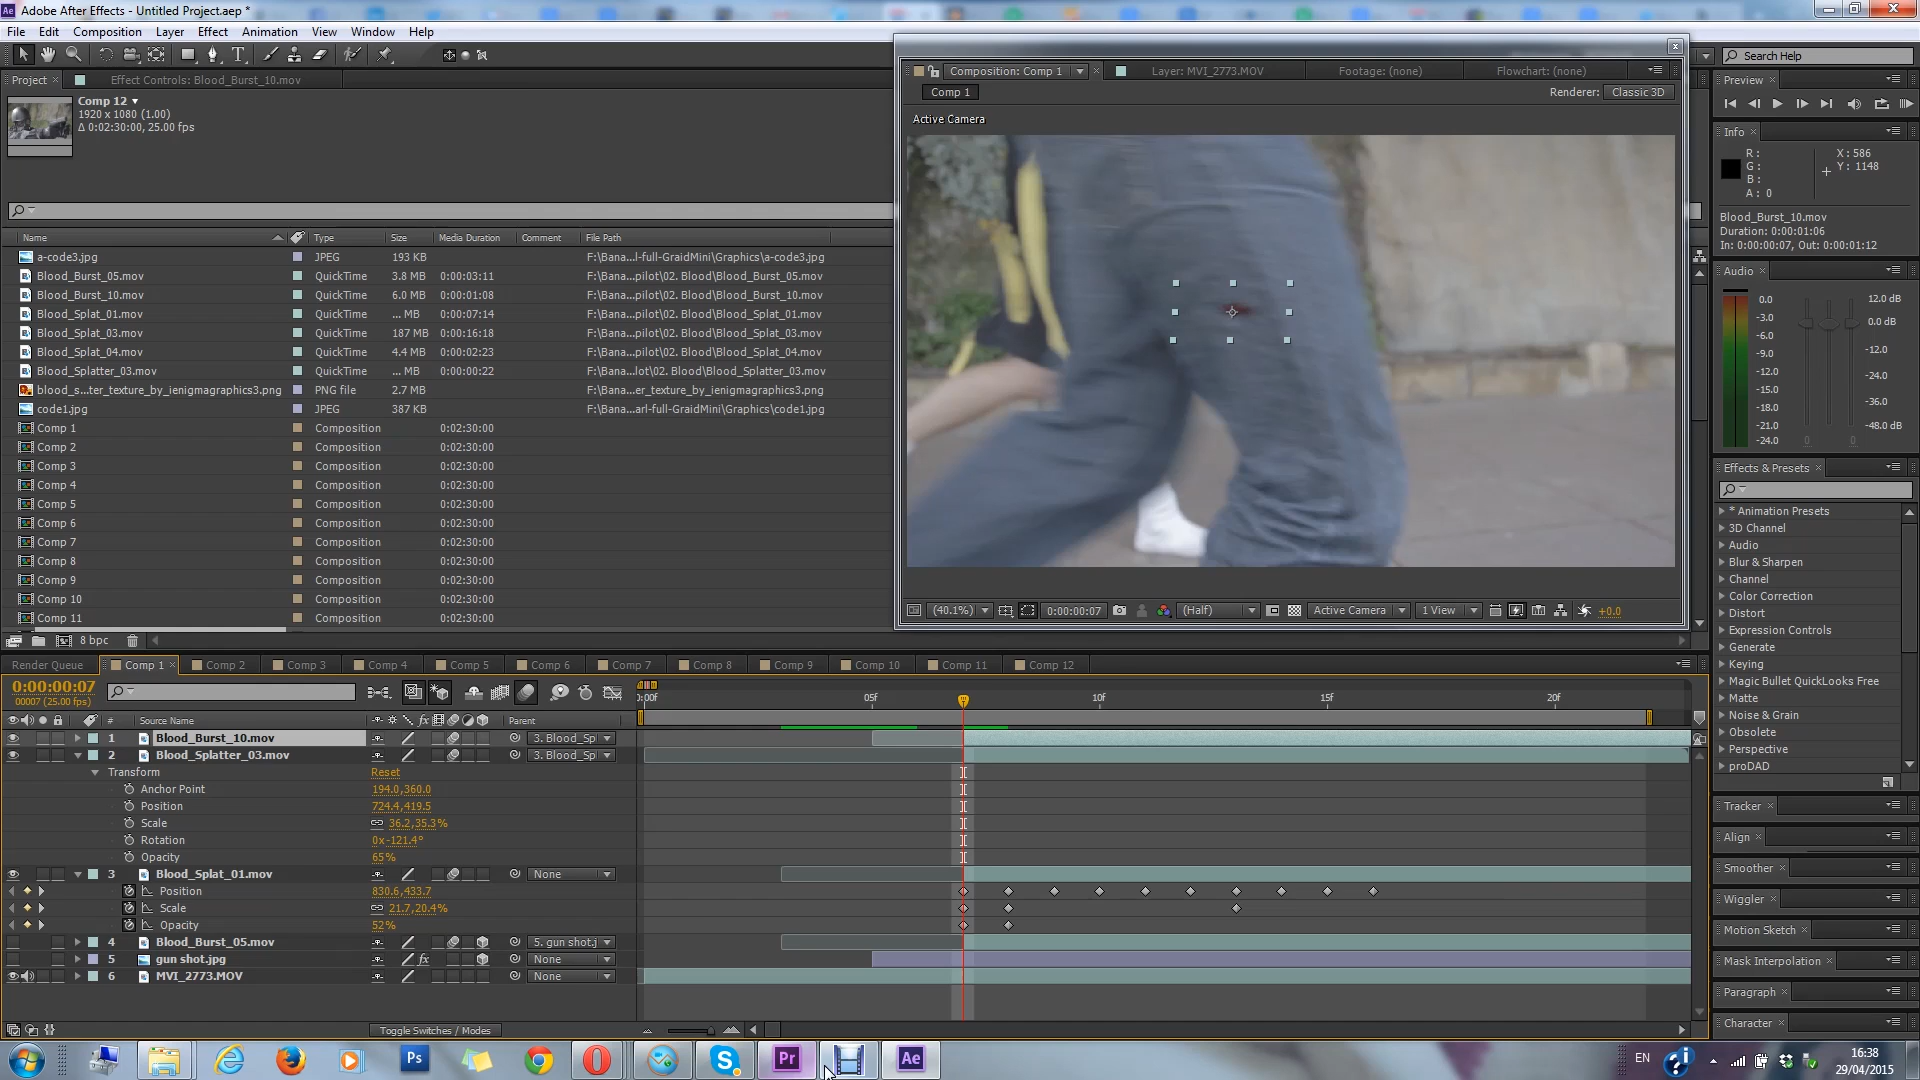 Adobe After Effects - Untitled Project.aep *
File Edit Composition Layer Effect Animation View Window Help
Project Effect Controls: Blood_Burst_10.mov
Comp 12
1920 x 1080 (1.00)
Δ 0:02:30:00, 25.00 fps
Name Type Size Media Duration Comment File Path
a-code3.jpg JPEG 193 KB F:\Bana...l-full-GraidMini\Graphics\a-code3.jpg
Blood_Burst_05.mov QuickTime 3.8 MB 0:00:03:11 F:\Bana...pilot\02. Blood\Blood_Burst_05.mov
Blood_Burst_10.mov QuickTime 6.0 MB 0:00:01:08 F:\Bana...pilot\02. Blood\Blood_Burst_10.mov
Blood_Splat_01.mov QuickTime ... MB 0:00:07:14 F:\Bana...pilot\02. Blood\Blood_Splat_01.mov
Blood_Splat_03.mov QuickTime 187 MB 0:00:16:18 F:\Bana...pilot\02. Blood\Blood_Splat_03.mov
Blood_Splat_04.mov QuickTime 4.4 MB 0:00:02:23 F:\Bana...pilot\02. Blood\Blood_Splat_04.mov
Blood_Splatter_03.mov QuickTime ... MB 0:00:00:22 F:\Bana...lot\02. Blood\Blood_Splatter_03.mov
blood_s...ter_texture_by_ienigmagraphics3.png PNG file 2.7 MB F:\Bana...er_texture_by_ienigmagraphics3.png
code1.jpg JPEG 387 KB F:\Bana...arl-full-GraidMini\Graphics\code1.jpg
Comp 1 Composition 0:02:30:00
Comp 2 Composition 0:02:30:00
Comp 3 Composition 0:02:30:00
Comp 4 Composition 0:02:30:00
Comp 5 Composition 0:02:30:00
Comp 6 Composition 0:02:30:00
Comp 7 Composition 0:02:30:00
Comp 8 Composition 0:02:30:00
Comp 9 Composition 0:02:30:00
Comp 10 Composition 0:02:30:00
Comp 11 Composition 0:02:30:00
8 bpc
Composition: Comp 1 Layer: MVI_2773.MOV Footage: (none) Flowchart: (none)
Comp 1 Renderer: Classic 3D
Active Camera
(40.1%) 0:00:00:07 (Half) Active Camera 1 View +0.0
Search Help
Preview
Info
R: X: 586
G: Y: 1148
B:
A: 0
Blood_Burst_10.mov
Duration: 0:00:01:06
In: 0:00:00:07, Out: 0:00:01:12
Audio
0.0 12.0 dB
-3.0 0.0 dB
-6.0
-9.0 -12.0
-12.0 -24.0
-15.0
-18.0 -36.0
-21.0 -48.0 dB
-24.0 0 0
Effects & Presets
* Animation Presets
3D Channel
Audio
Blur & Sharpen
Channel
Color Correction
Distort
Expression Controls
Generate
Keying
Magic Bullet QuickLooks Free
Matte
Noise & Grain
Obsolete
Perspective
proDAD
Tracker
Align
Smoother
Wiggler
Motion Sketch
Mask Interpolation
Paragraph
Character
Render Queue Comp 1 Comp 2 Comp 3 Comp 4 Comp 5 Comp 6 Comp 7 Comp 8 Comp 9 Comp 10 Comp 11 Comp 12
0:00:00:07
00007 (25.00 fps)
0:00f 05f 10f 15f 20f
# Source Name fx Parent
1 Blood_Burst_10.mov 3. Blood_Sp
2 Blood_Splatter_03.mov 3. Blood_Sp
Transform Reset
Anchor Point 194.0,360.0
Position 724.4,419.5
Scale 36.2,35.3%
Rotation 0x-121.4°
Opacity 65%
3 Blood_Splat_01.mov None
Position 830.6,433.7
Scale 21.7,20.4%
Opacity 52%
4 Blood_Burst_05.mov 5. gun shot.j
5 gun shot.jpg fx None
6 MVI_2773.MOV None
Toggle Switches / Modes
Ps Pr Ae
EN 16:38
29/04/2015